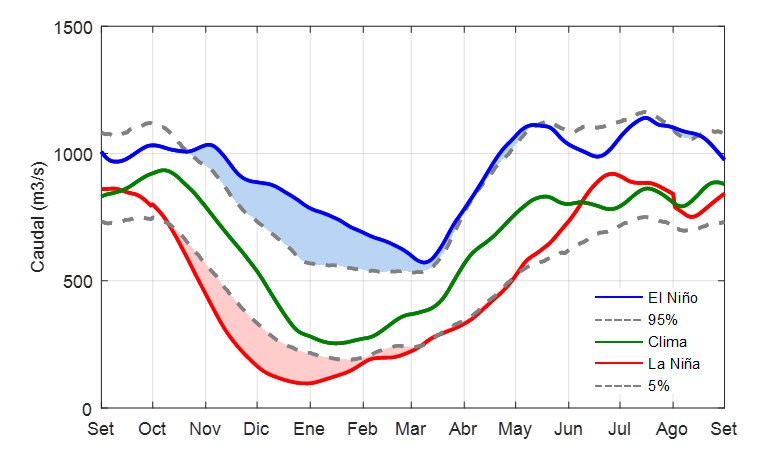 1500
1000
500
0
Caudal (m3/s)
Set Oct Nov Dic Ene Feb Mar Abr May Jun Jul Ago Set
El Niño
95%
Clima
La Niña
5%